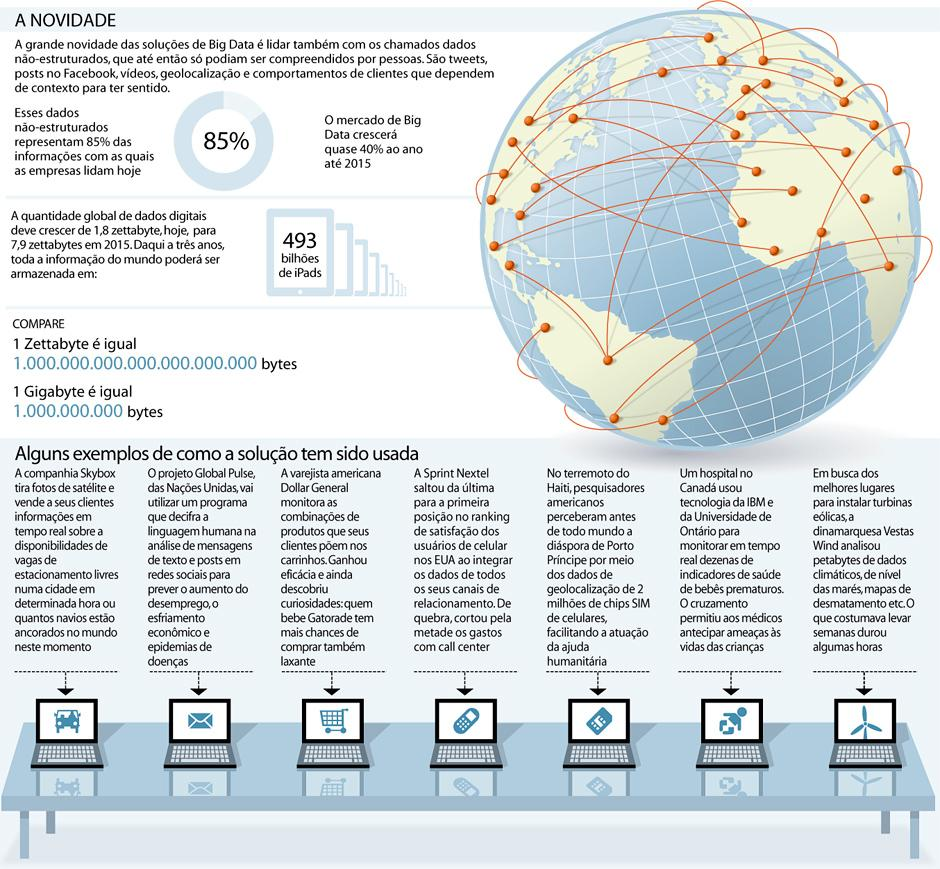 A NOVIDADE
A grande novidade das soluções de Big Data é lidar também com os chamados dados
não-estruturados, que até então só podiam ser compreendidos por pessoas. São tweets,
posts no Facebook, vídeos, geolocalização e comportamentos de clientes que dependem
de contexto para ter sentido.
Esses dados
não-estruturados
representam 85% das
informações com as quais
as empresas lidam hoje
85%
O mercado de Big
Data crescerá
quase 40% ao ano
até 2015
A quantidade global de dados digitais
deve crescer de 1,8 zettabyte, hoje, para
7,9 zettabytes em 2015. Daqui a três anos,
toda a informação do mundo poderá ser
armazenada em:
493
bilhões
de iPads
COMPARE
1 Zettabyte é igual
1.000.000.000.000.000.000.000 bytes
1 Gigabyte é igual
1.000.000.000 bytes
Alguns exemplos de como a solução tem sido usada
A companhia Skybox
tira fotos de satélite e
vende a seus clientes
informações em
tempo real sobre a
disponibilidades de
vagas de
estacionamento livres
numa cidade em
determinada hora ou
quantos navios estão
ancorados no mundo
neste momento
O projeto Global Pulse,
das Nações Unidas, vai
utilizar um programa
que decifra a
linguagem humana na
análise de mensagens
de texto e posts em
redes sociais para
prever o aumento do
desemprego, o
esfriamento
econômico e
epidemias de
doenças
A varejista americana
Dollar General
monitora as
combinações de
produtos que seus
clientes põem nos
carrinhos. Ganhou
eficácia e ainda
descobriu
curiosidades: quem
bebe Gatorade tem
mais chances de
comprar também
laxante
A Sprint Nextel
saltou da última
para a primeira
posição no ranking
de satisfação dos
usuários de celular
nos EUA ao integrar
os dados de todos
os seus canais de
relacionamento. De
quebra, cortou pela
metade os gastos
com call center
No terremoto do
Haiti, pesquisadores
americanos
perceberam antes
de todo mundo a
diáspora de Porto
Príncipe por meio
dos dados de
geolocalização de 2
milhões de chips SIM
de celulares,
facilitando a atuação
da ajuda
humanitária
Um hospital no
Canadá usou
tecnologia da IBM e
da Universidade de
Ontário para
monitorar em tempo
real dezenas de
indicadores de saúde
de bebês prematuros.
O cruzamento
permitiu aos médicos
antecipar ameaças às
vidas das crianças
Em busca dos
melhores lugares
para instalar turbinas
eólicas, a
dinamarquesa Vestas
Wind analisou
petabytes de dados
climáticos, de nível
das marés, mapas de
desmatamento etc. O
que costumava levar
semanas durou
algumas horas